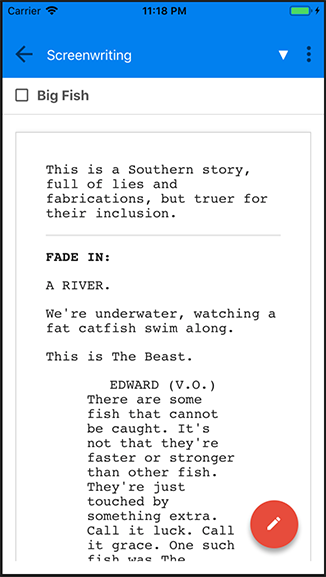 Carrier 11:18 PM
Screenwriting
Big Fish
This is a Southern story,
full of lies and
fabrications, but truer for
their inclusion.
FADE IN:
A RIVER.
We're underwater, watching a
fat catfish swim along.
This is The Beast.
EDWARD (V.O.)
There are some
fish that cannot
be caught. It's
not that they're
faster or stronger
than other fish.
They're just
touched by
something extra.
Call it luck. Call
it grace. One such
fish was The